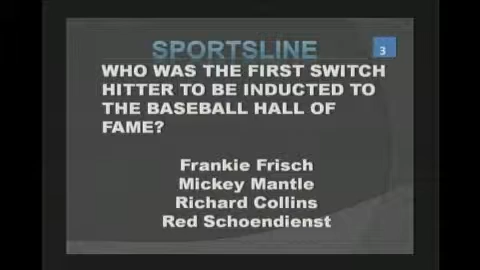 SPORTSLINE
3
WHO WAS THE FIRST SWITCH
HITTER TO BE INDUCTED TO
THE BASEBALL HALL OF
FAME?
Frankie Frisch
Mickey Mantle
Richard Collins
Red Schoendienst